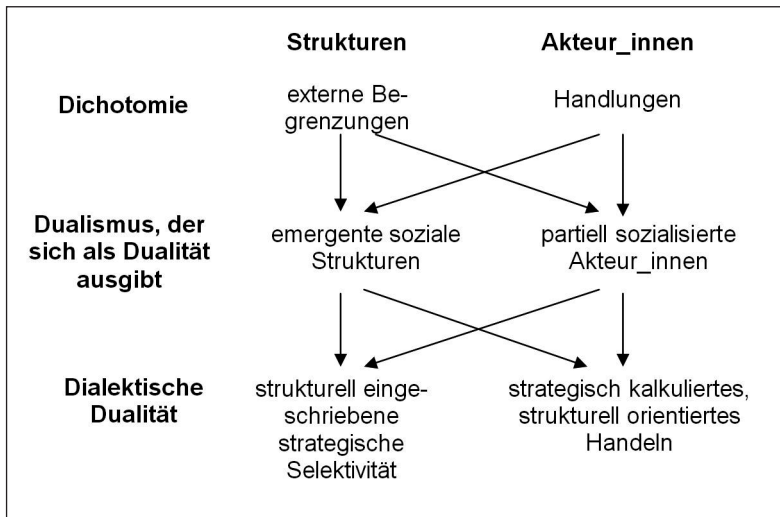 Strukturen
Akteur_innen
Dichotomie
externe Be-
grenzungen
Handlungen
Dualismus, der
sich als Dualität
ausgibt
emergente soziale
Strukturen
partiell sozialisierte
Akteur_innen
Dialektische
Dualität
strukturell einge-
schriebene
strategische
Selektivität
strategisch kalkuliertes,
strukturell orientiertes
Handeln